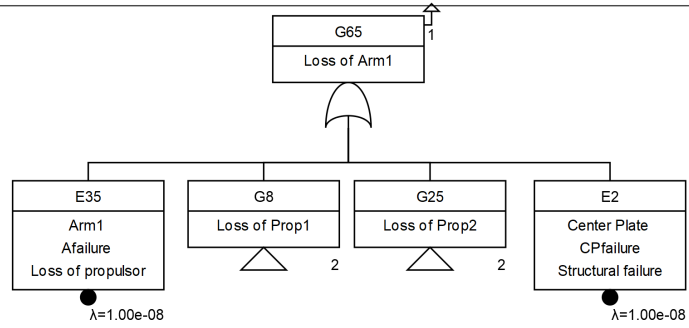 G65
1
Loss of Arm1
E35
G8
G25
E2
Arm1
Afailure
Loss of propulsor
Loss of Prop1
Loss of Prop2
Center Plate
CPfailure
Structural failure
2
2
λ=1.00e-08
λ=1.00e-08